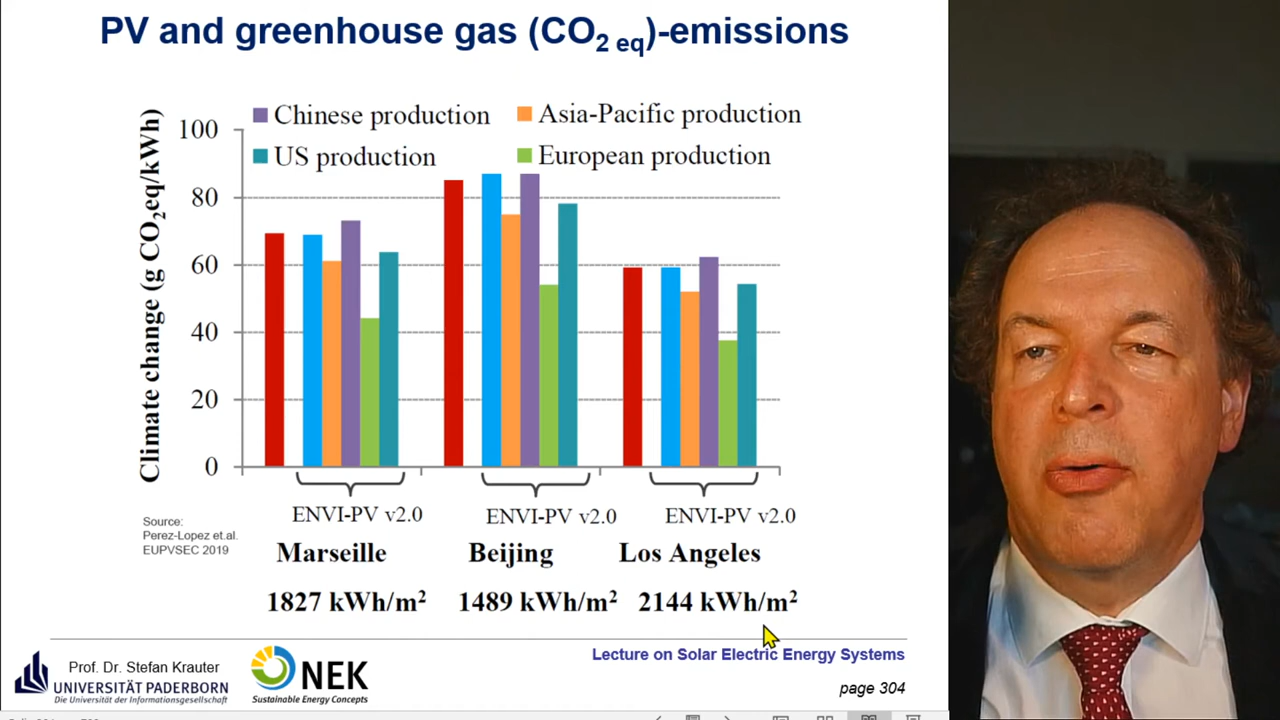 PV and greenhouse gas (CO2 eq)-emissions
Climate change (g CO2eq/kWh)
Chinese production
Asia-Pacific production
US production
European production
100
80
60
40
20
0
ENVI-PV v2.0
ENVI-PV v2.0
ENVI-PV v2.0
Marseille
Beijing
Los Angeles
1827 kWh/m²
1489 kWh/m²
2144 kWh/m²
Source:
Perez-Lopez et.al.
EUPVSEC 2019
Prof. Dr. Stefan Krauter
UNIVERSITÄT PADERBORN
Die Universität der Informationsgesellschaft
NEK
Sustainable Energy Concepts
Lecture on Solar Electric Energy Systems
page 304